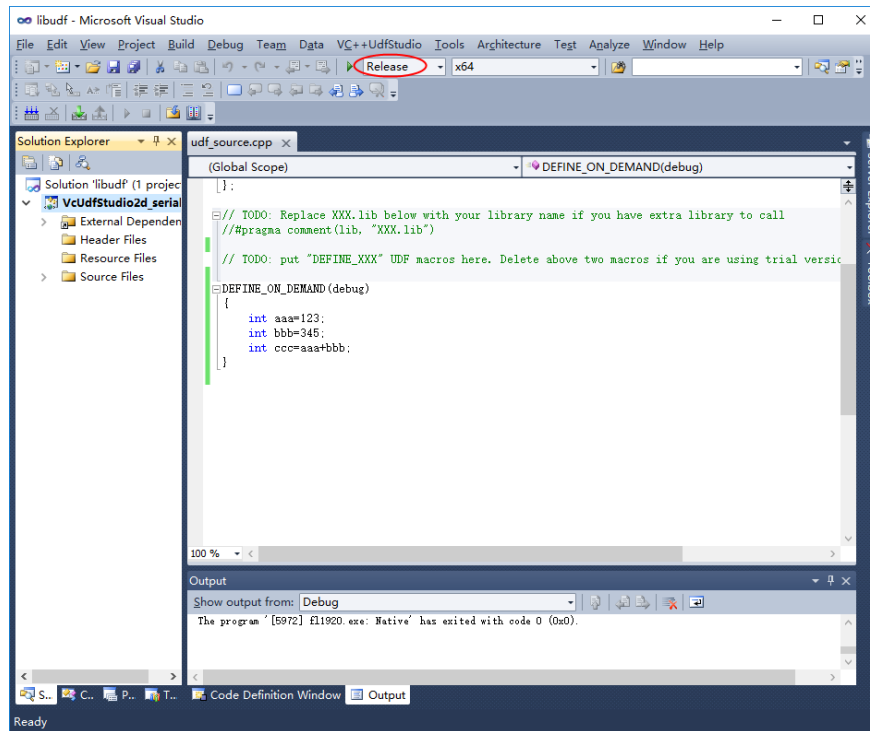 libudf - Microsoft Visual Studio
File Edit View Project Build Debug Team Data VC++UdfStudio Tools Architecture Test Analyze Window Help
Release x64
Solution Explorer
udf_source.cpp
(Global Scope) DEFINE_ON_DEMAND(debug)
Solution 'libudf' (1 projec
VcUdfStudio2d_serial
External Dependen
Header Files
Resource Files
Source Files
};
// TODO: Replace XXX.lib below with your library name if you have extra library to call
//#pragma comment(lib, "XXX.lib")
// TODO: put "DEFINE_XXX" UDF macros here. Delete above two macros if you are using trial versic
DEFINE_ON_DEMAND(debug)
{
int aaa=123;
int bbb=345;
int ccc=aaa+bbb;
}
100 %
Output
Show output from: Debug
The program '[5972] fl1920.exe: Native' has exited with code 0 (0x0).
S... C... P... T...
Code Definition Window Output
Ready